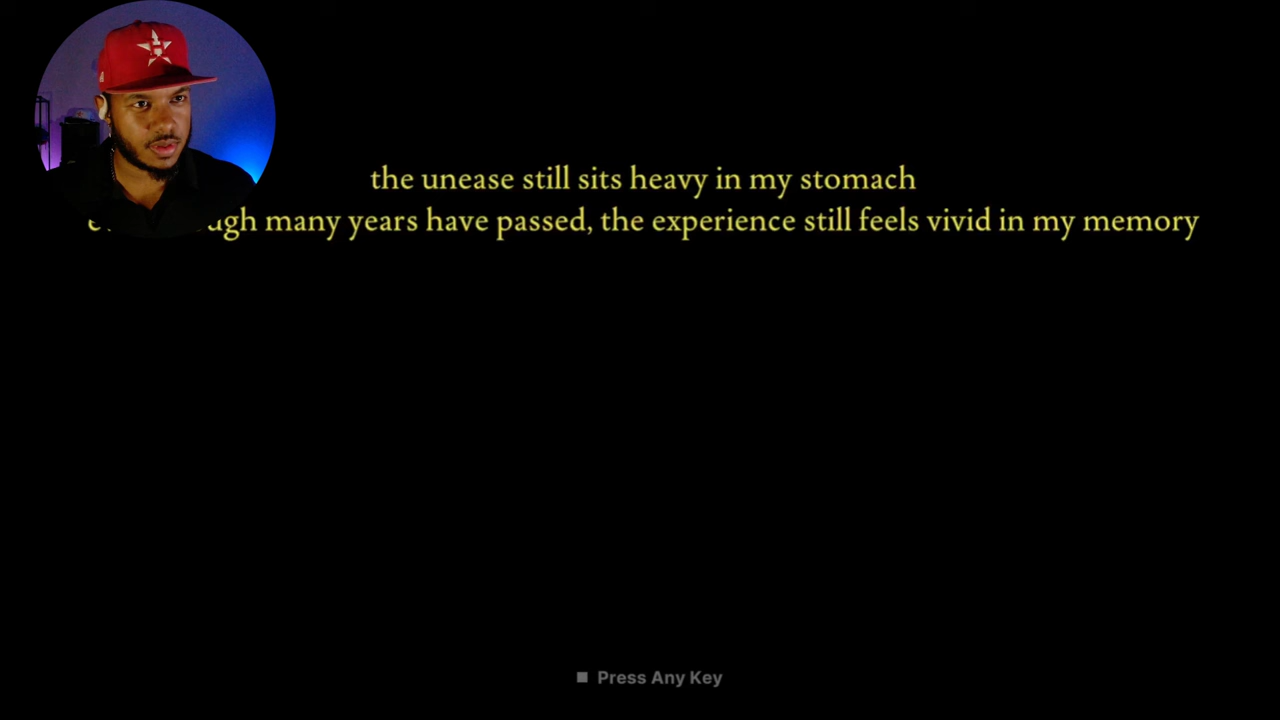 the unease still sits heavy in my stomach
many years have passed, the experience still feels vivid in my memory
Press Any Key